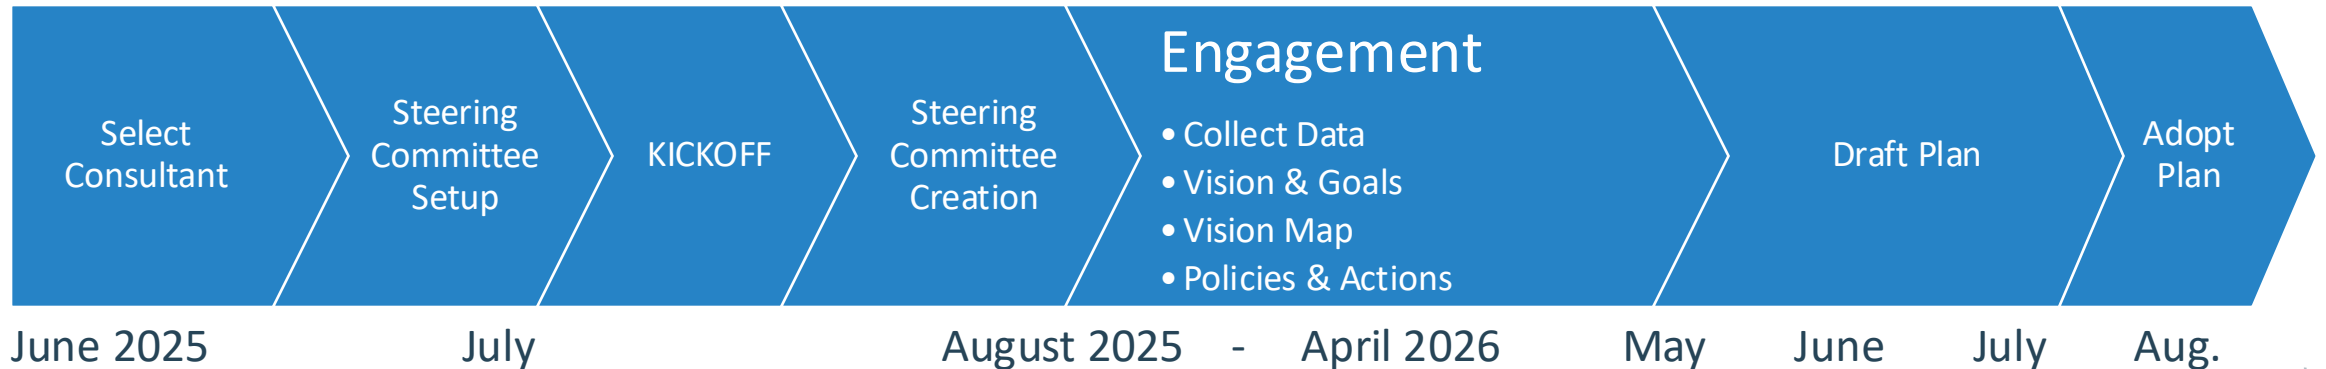 Select
Consultant
Steering
Committee
Setup
KICKOFF
Steering
Committee
Creation
Engagement
• Collect Data
• Vision & Goals
• Vision Map
• Policies & Actions
Draft Plan
Adopt
Plan
June 2025 July August 2025 - April 2026 May June July Aug.